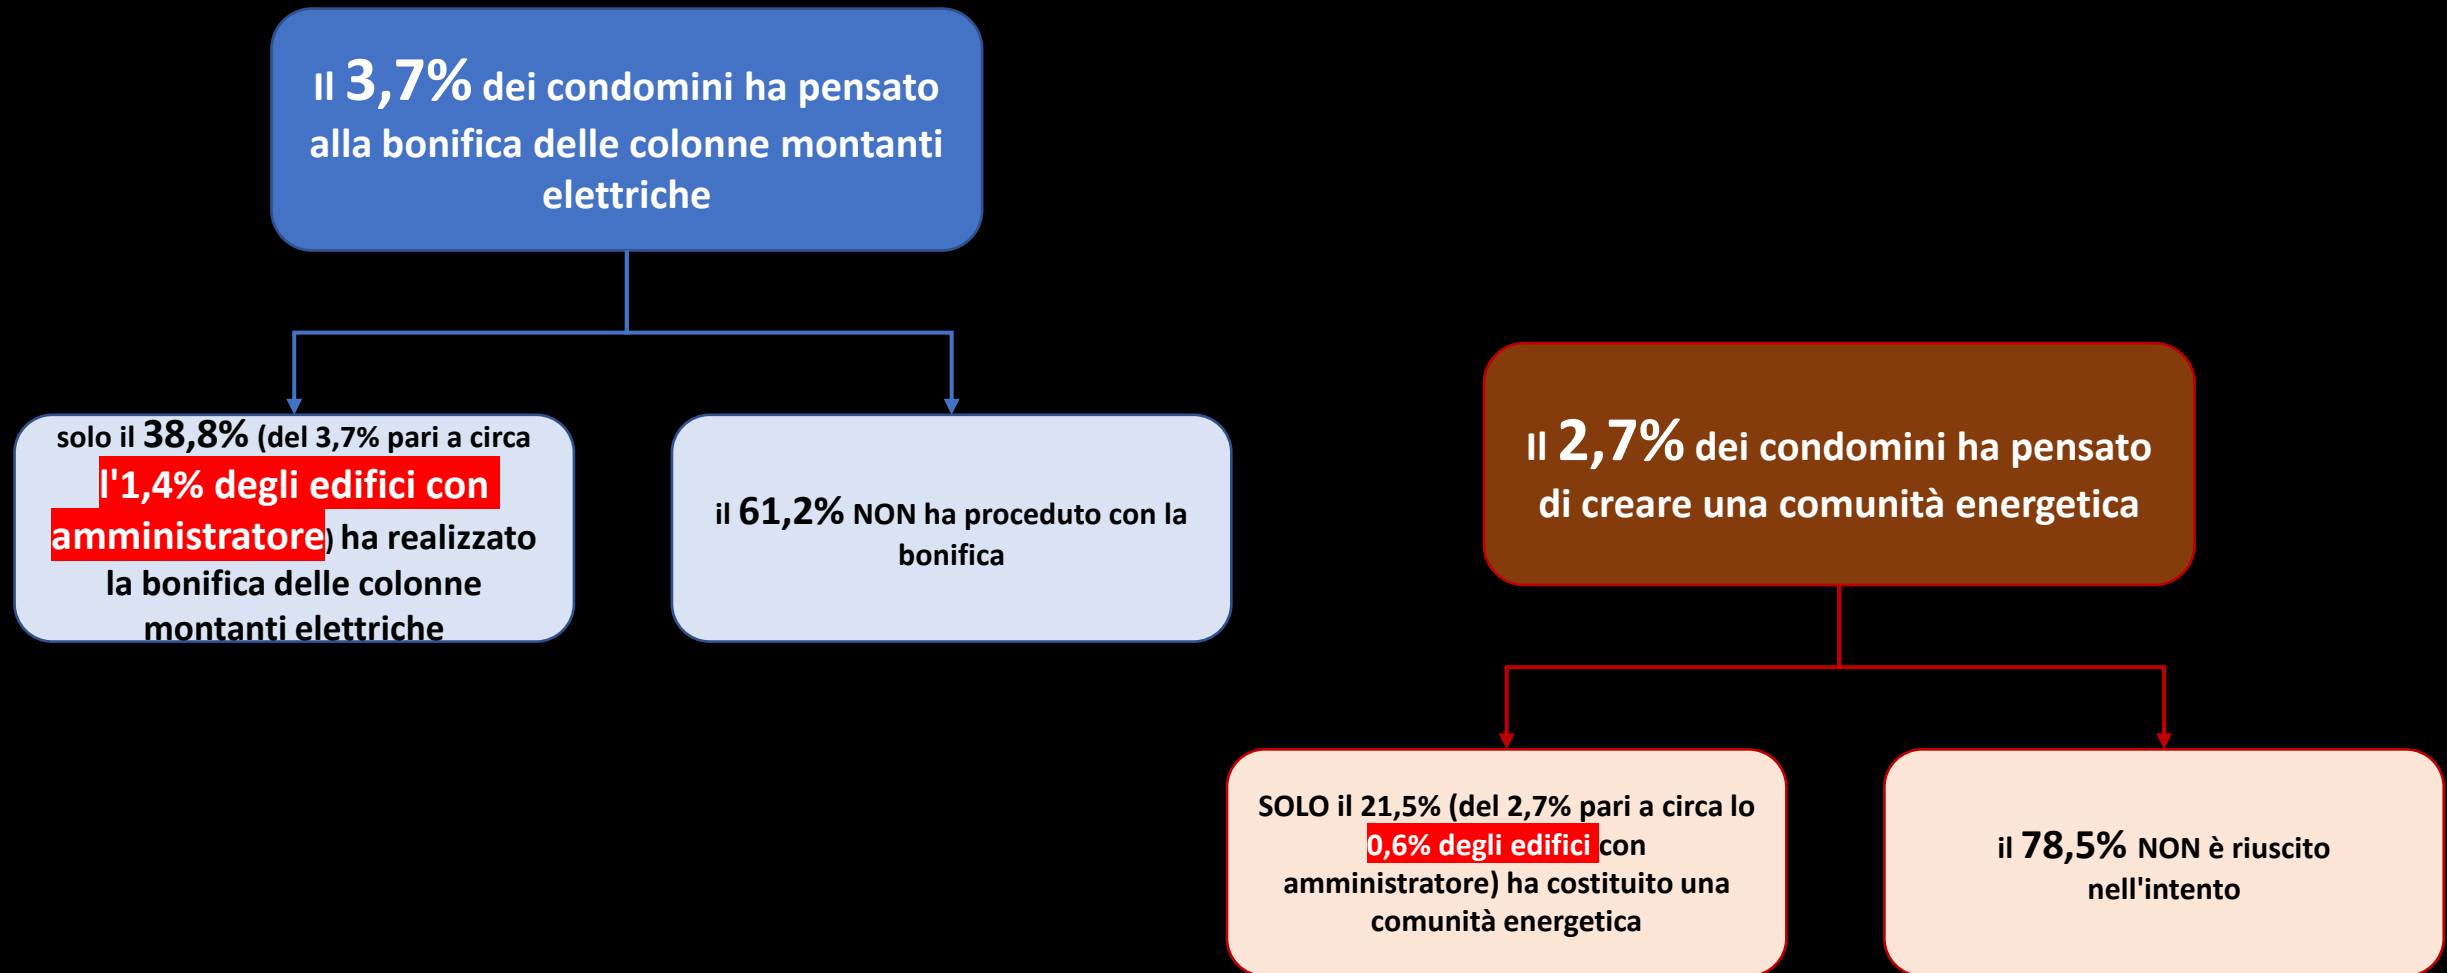 Il 3,7% dei condomini ha pensato
alla bonifica delle colonne montanti
elettriche
solo il 38,8% (del 3,7% pari a circa
l'1,4% degli edifici con
amministratore) ha realizzato
la bonifica delle colonne
montanti elettriche
il 61,2% NON ha proceduto con la
bonifica
Il 2,7% dei condomini ha pensato
di creare una comunità energetica
SOLO il 21,5% (del 2,7% pari a circa lo
0,6% degli edifici con
amministratore) ha costituito una
comunità energetica
il 78,5% NON è riuscito
nell'intento